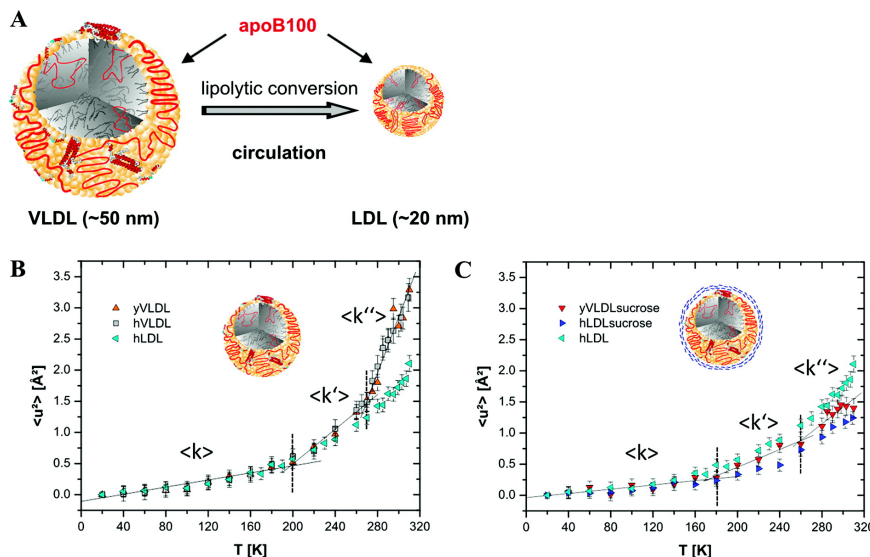 A
apoB100
lipolytic conversion
circulation
VLDL (~50 nm)
LDL (~20 nm)
B
<u²> [Å²]
3.5
3.0
2.5
2.0
1.5
1.0
0.5
0.0
yVLDL
hVLDL
hLDL
<k>
<k‘>
<k‘‘>
0 40 80 120 160 200 240 280 320
T [K]
C
<u²> [Å²]
3.5
3.0
2.5
2.0
1.5
1.0
0.5
0.0
yVLDLsucrose
hLDLsucrose
hLDL
<k>
<k‘>
<k‘‘>
0 40 80 120 160 200 240 280 320
T [K]